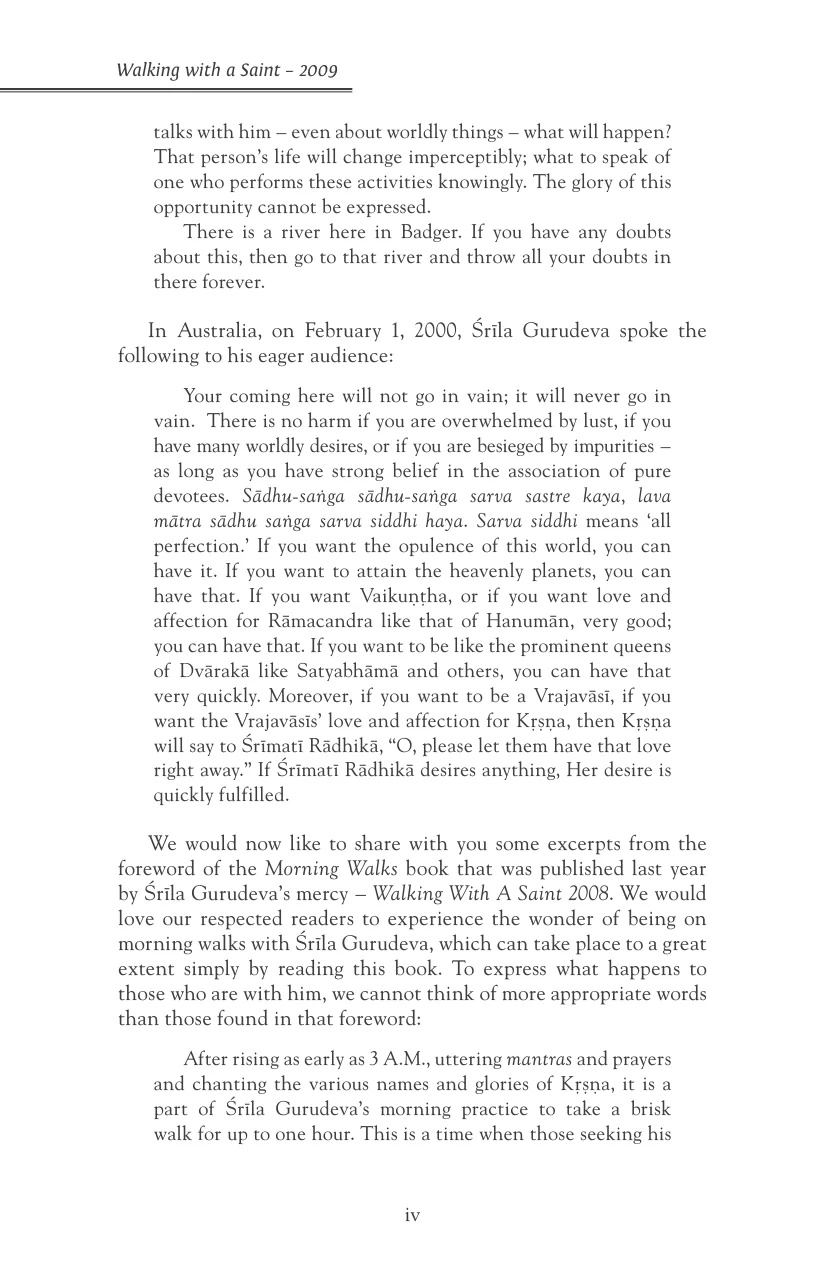 Walking with a Saint – 2009
talks with him – even about worldly things – what will happen?
That person's life will change imperceptibly; what to speak of
one who performs these activities knowingly. The glory of this
opportunity cannot be expressed.
There is a river here in Badger. If you have any doubts
about this, then go to that river and throw all your doubts in
there forever.
In Australia, on February 1, 2000, Śrīla Gurudeva spoke the
following to his eager audience:
Your coming here will not go in vain; it will never go in
vain. There is no harm if you are overwhelmed by lust, if you
have many worldly desires, or if you are besieged by impurities –
as long as you have strong belief in the association of pure
devotees. Sādhu-saṅga sādhu-saṅga sarva sastre kaya, lava
mātra sādhu saṅga sarva siddhi haya. Sarva siddhi means ‘all
perfection.’ If you want the opulence of this world, you can
have it. If you want to attain the heavenly planets, you can
have that. If you want Vaikuṇṭha, or if you want love and
affection for Rāmacandra like that of Hanumān, very good;
you can have that. If you want to be like the prominent queens
of Dvārakā like Satyabhāmā and others, you can have that
very quickly. Moreover, if you want to be a Vrajavāsī, if you
want the Vrajavāsīs’ love and affection for Kṛṣṇa, then Kṛṣṇa
will say to Śrīmatī Rādhikā, “O, please let them have that love
right away.” If Śrīmatī Rādhikā desires anything, Her desire is
quickly fulfilled.
We would now like to share with you some excerpts from the
foreword of the Morning Walks book that was published last year
by Śrīla Gurudeva’s mercy – Walking With A Saint 2008. We would
love our respected readers to experience the wonder of being on
morning walks with Śrīla Gurudeva, which can take place to a great
extent simply by reading this book. To express what happens to
those who are with him, we cannot think of more appropriate words
than those found in that foreword:
After rising as early as 3 A.M., uttering mantras and prayers
and chanting the various names and glories of Kṛṣṇa, it is a
part of Śrīla Gurudeva’s morning practice to take a brisk
walk for up to one hour. This is a time when those seeking his
iv